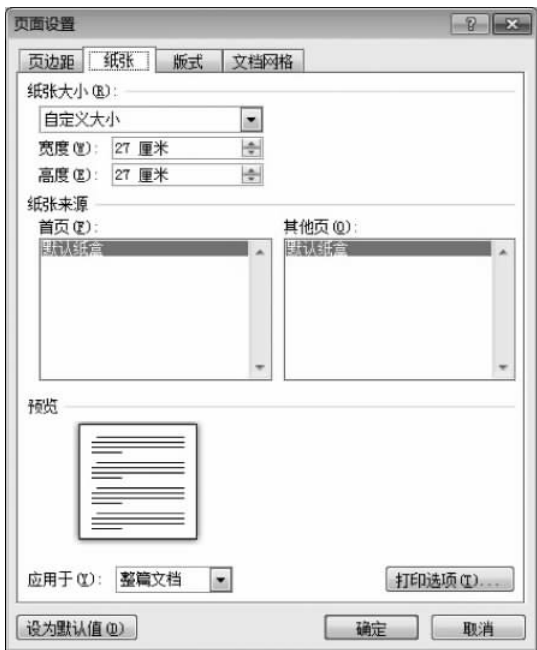 页面设置
页边距 纸张 版式 文档网格
纸张大小(R):
自定义大小
宽度(W): 27 厘米
高度(E): 27 厘米
纸张来源
首页(F): 其他页(O):
默认纸盒 默认纸盒
预览
应用于(Y): 整篇文档 打印选项(T)...
设为默认值(D) 确定 取消